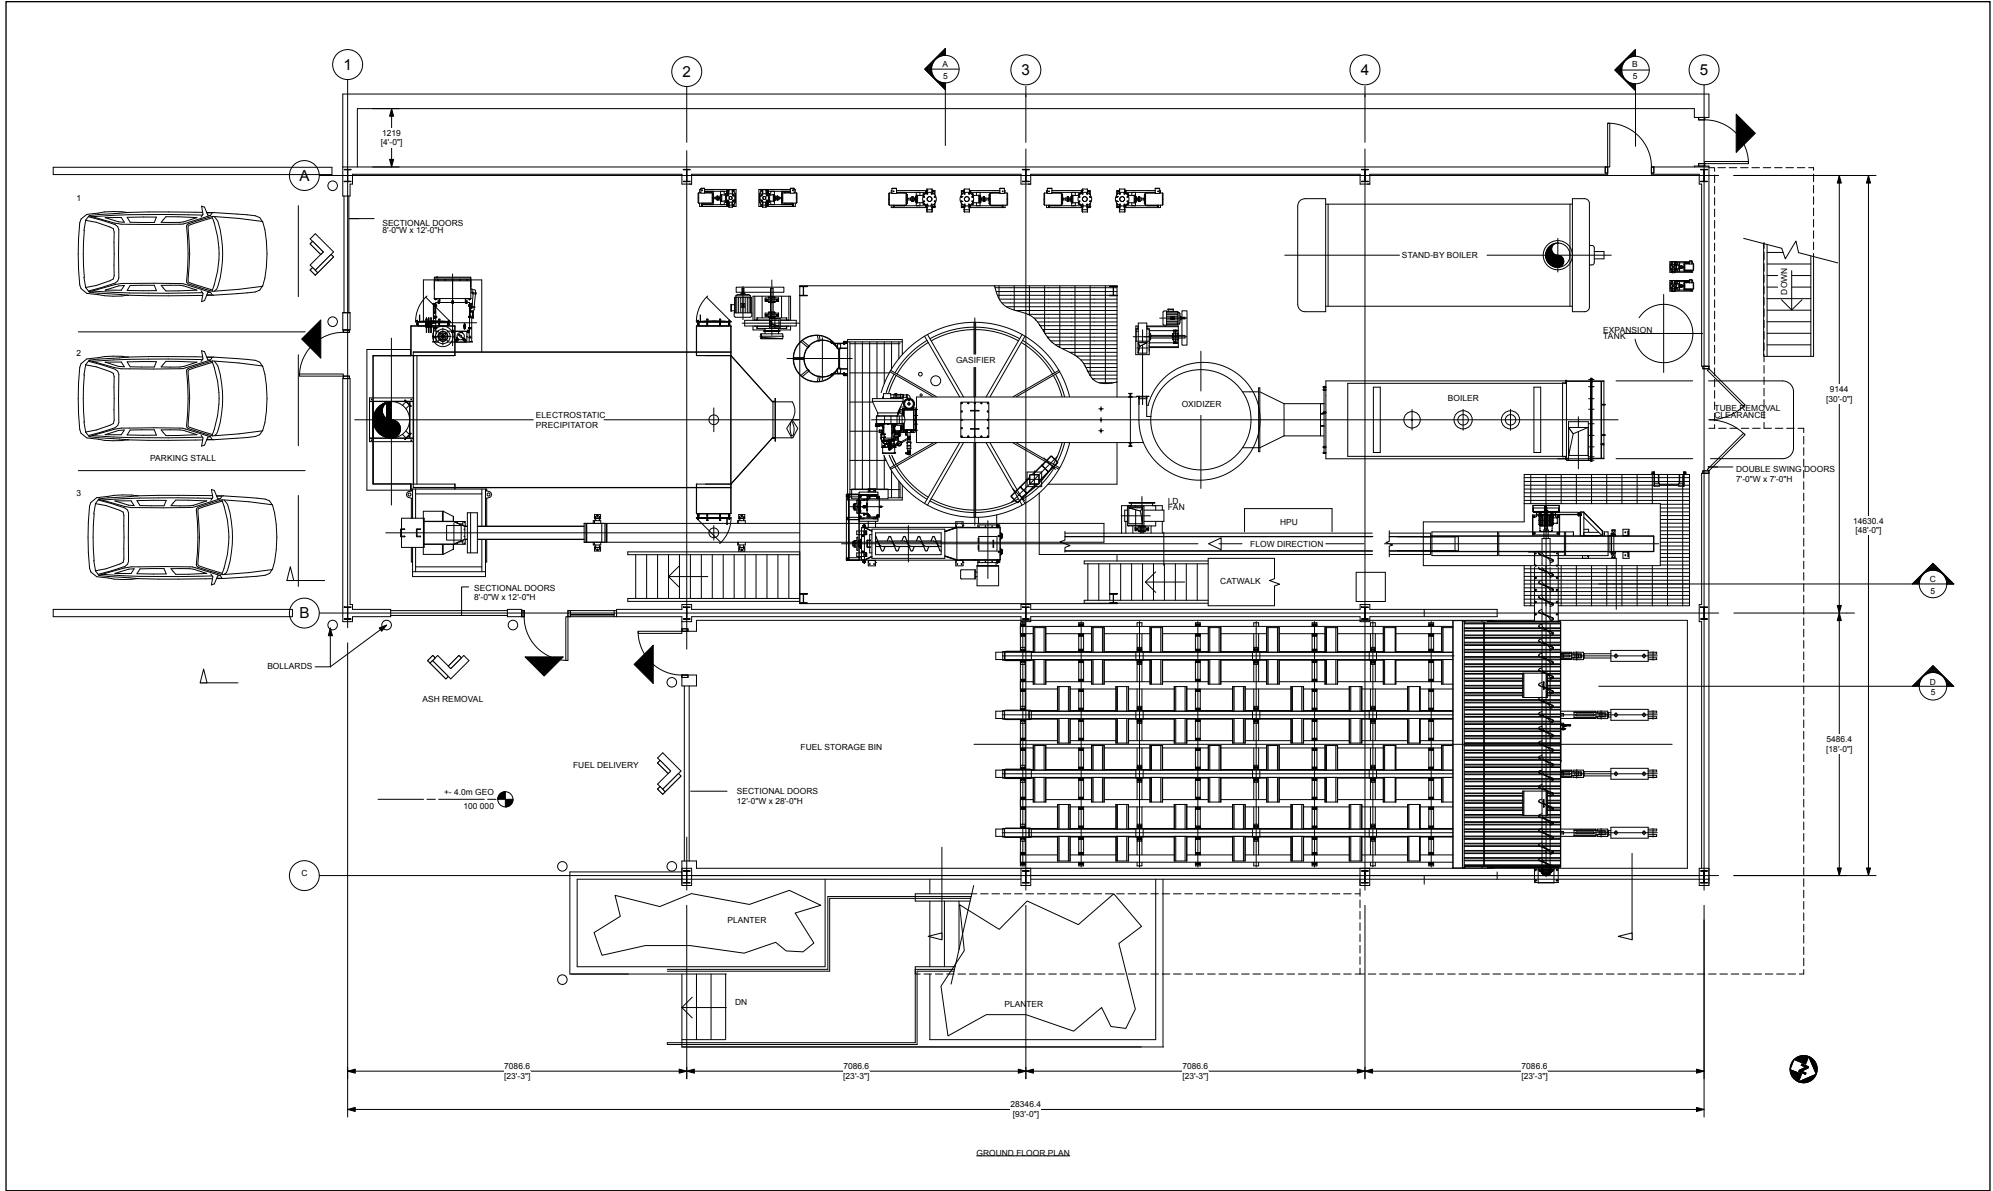 1
2
A
5
3
4
B
5
5
1219
[4'-0"]
A
1
SECTIONAL DOORS
8'-0"W x 12'-0"H
STAND-BY BOILER
DOWN
EXPANSION
TANK
2
GASIFIER
ELECTROSTATIC
PRECIPITATOR
OXIDIZER
BOILER
TUBE REMOVAL
CLEARANCE
9144
[30'-0"]
PARKING STALL
DOUBLE SWING DOORS
7'-0"W x 7'-0"H
3
I.D.
FAN
HPU
FLOW DIRECTION
14630.4
[48'-0"]
CATWALK
C
5
SECTIONAL DOORS
8'-0"W x 12'-0"H
B
BOLLARDS
ASH REMOVAL
D
5
FUEL STORAGE BIN
FUEL DELIVERY
5486.4
[18'-0"]
SECTIONAL DOORS
12'-0"W x 28'-0"H
+- 4.0m GEO
100 000
C
PLANTER
DN
PLANTER
7086.6
[23'-3"]
7086.6
[23'-3"]
7086.6
[23'-3"]
7086.6
[23'-3"]
28346.4
[93'-0"]
GROUND FLOOR PLAN